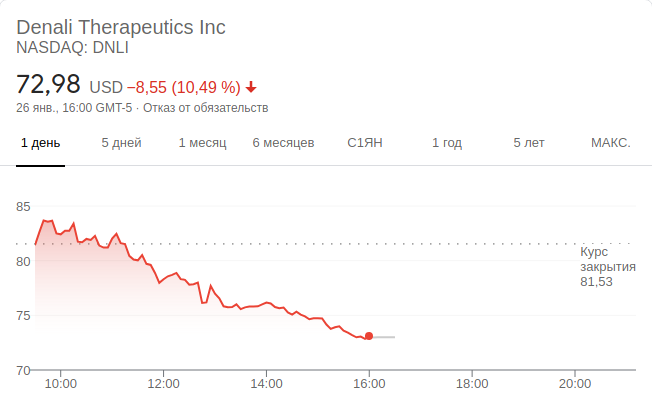 Denali Therapeutics Inc
NASDAQ: DNLI
72,98 USD −8,55 (10,49 %)
26 янв., 16:00 GMT-5 · Отказ от обязательств
1 день 5 дней 1 месяц 6 месяцев С1ЯН 1 год 5 лет МАКС.
85
80
75
70
Курс
закрытия
81,53
10:00 12:00 14:00 16:00 18:00 20:00